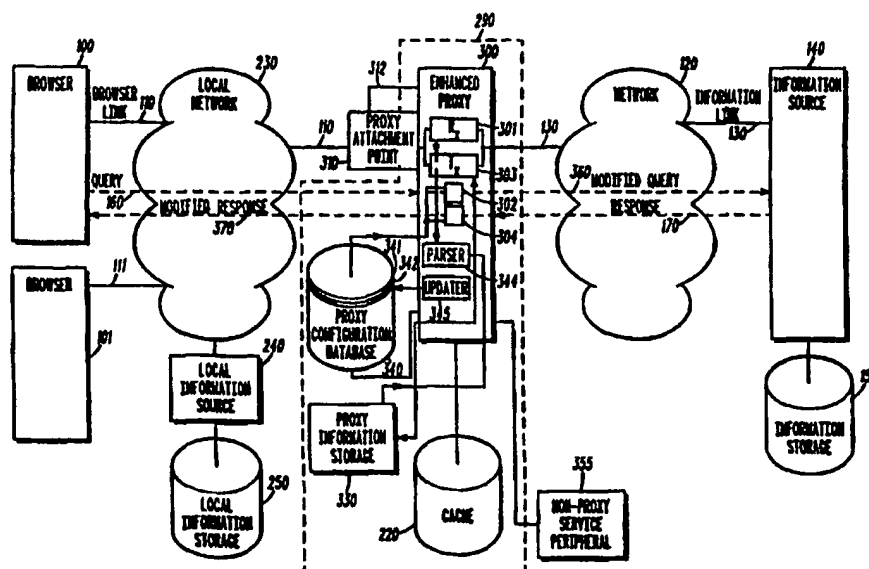 290
100
230
300
120
140
BROWSER
LOCAL
NETWORK
312
ENHANCED
PROXY
NETWORK
INFORMATION
SOURCE
BROWSER
LINK
110
110
PROXY
ATTACHMENT
POINT
310
301
130
INFORMATION
LINK
130
303
QUERY
160
MODIFIED QUERY
360
302
MODIFIED RESPONSE
370
RESPONSE
170
304
341
342
PARSER
344
BROWSER
111
UPDATER
345
PROXY
CONFIGURATION
DATABASE
340
101
240
LOCAL
INFORMATION
SOURCE
INFORMATION
STORAGE
PROXY
INFORMATION
STORAGE
330
355
250
LOCAL
INFORMATION
STORAGE
CACHE
220
NON-PROXY
SERVICE
PERIPHERAL